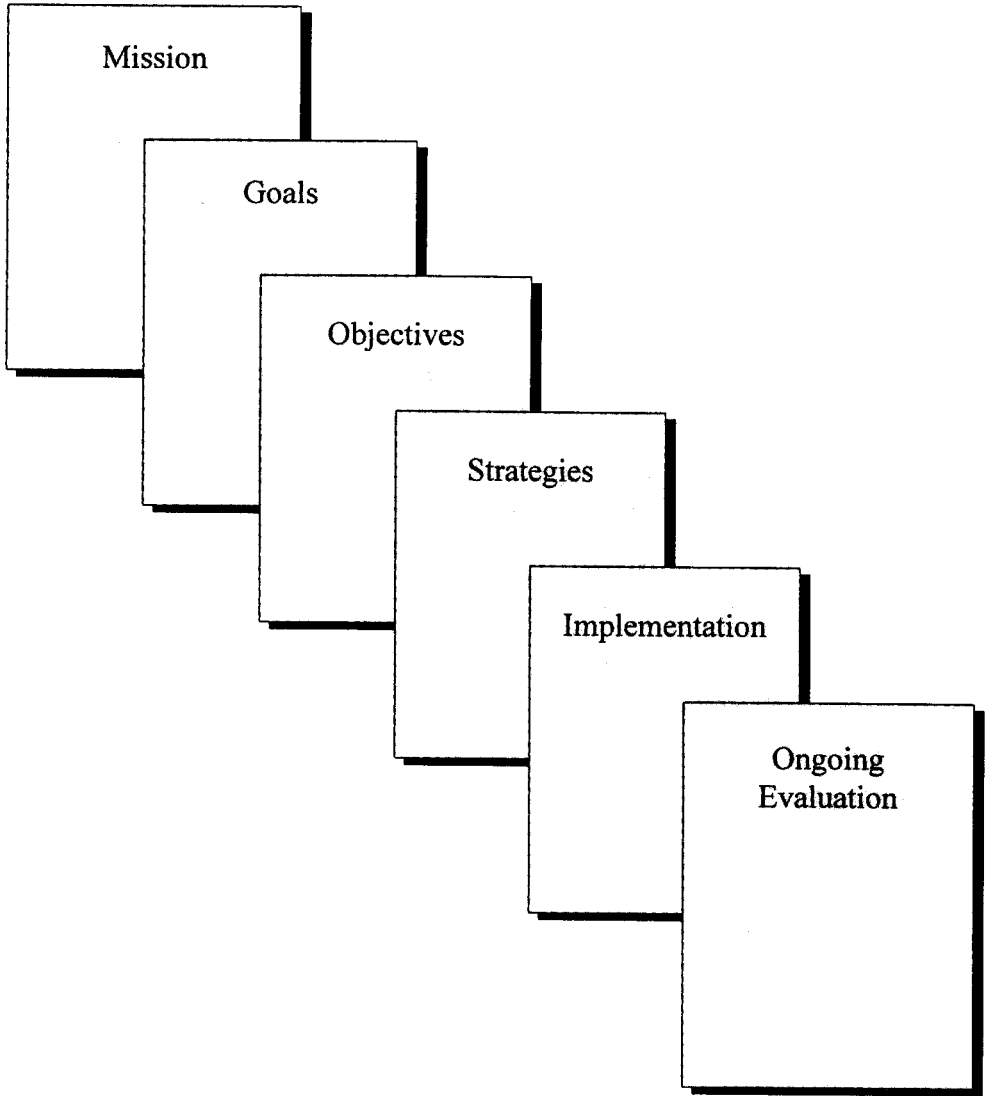 Mission
Goals
Objectives
Strategies
Implementation
Ongoing
Evaluation